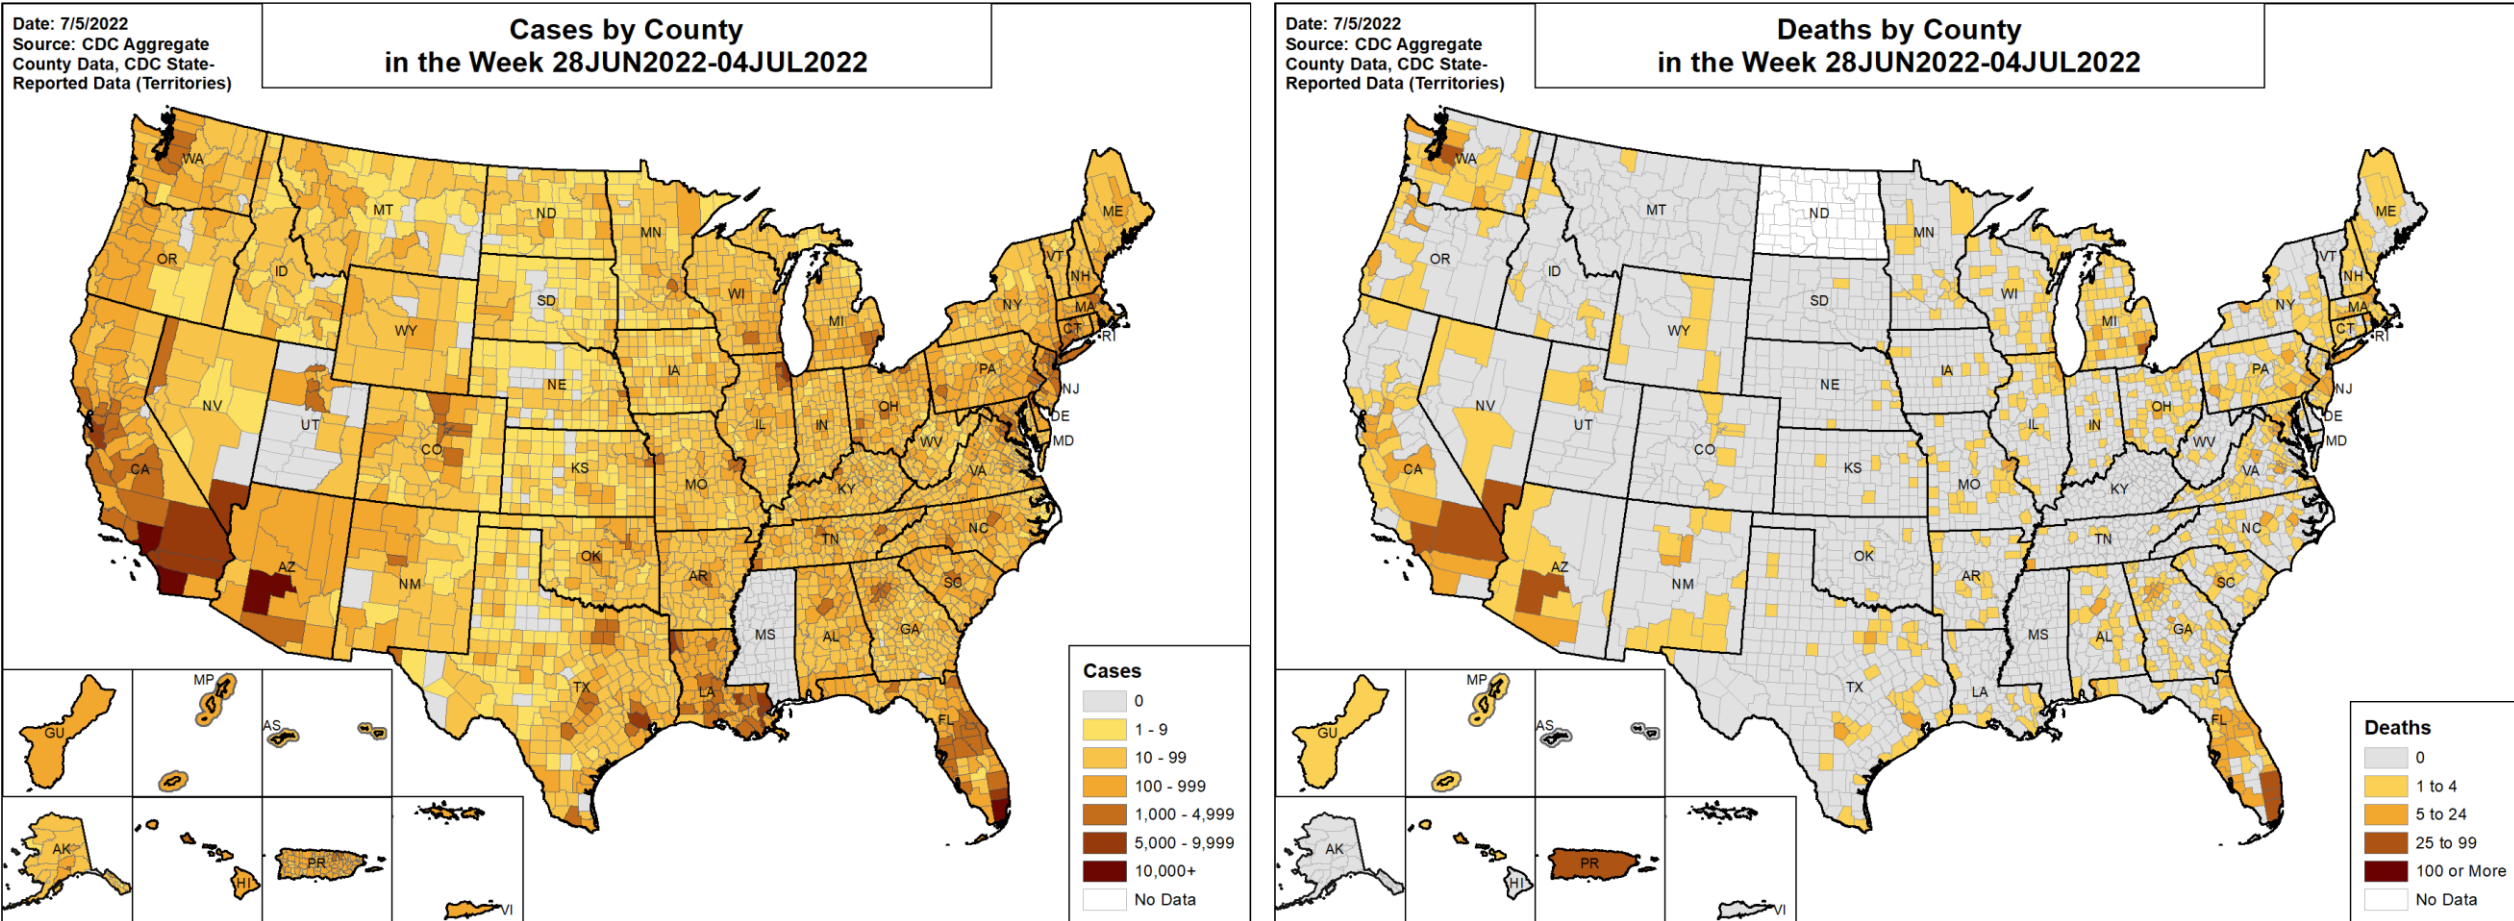 Date: 7/5/2022
Source: CDC Aggregate
County Data, CDC State-
Reported Data (Territories)
Cases by County
in the Week 28JUN2022-04JUL2022
WA
MT
ND
MN
ME
OR
ID
WY
SD
WI
MI
NY
VT
NH
MA
CT
RI
NV
UT
CO
NE
IA
IL
IN
OH
PA
NJ
DE
MD
WV
VA
CA
KS
MO
KY
NC
TN
AZ
NM
OK
AR
SC
MS
AL
GA
TX
LA
FL
GU
MP
AS
AK
HI
PR
VI
Cases
0
1 - 9
10 - 99
100 - 999
1,000 - 4,999
5,000 - 9,999
10,000+
No Data
Date: 7/5/2022
Source: CDC Aggregate
County Data, CDC State-
Reported Data (Territories)
Deaths by County
in the Week 28JUN2022-04JUL2022
WA
MT
ND
MN
ME
OR
ID
WY
SD
WI
MI
NY
VT
NH
MA
CT
RI
NV
UT
CO
NE
IA
IL
IN
OH
PA
NJ
DE
MD
WV
VA
CA
KS
MO
KY
NC
TN
AZ
NM
OK
AR
SC
MS
AL
GA
TX
LA
FL
GU
MP
AS
AK
HI
PR
VI
Deaths
0
1 to 4
5 to 24
25 to 99
100 or More
No Data